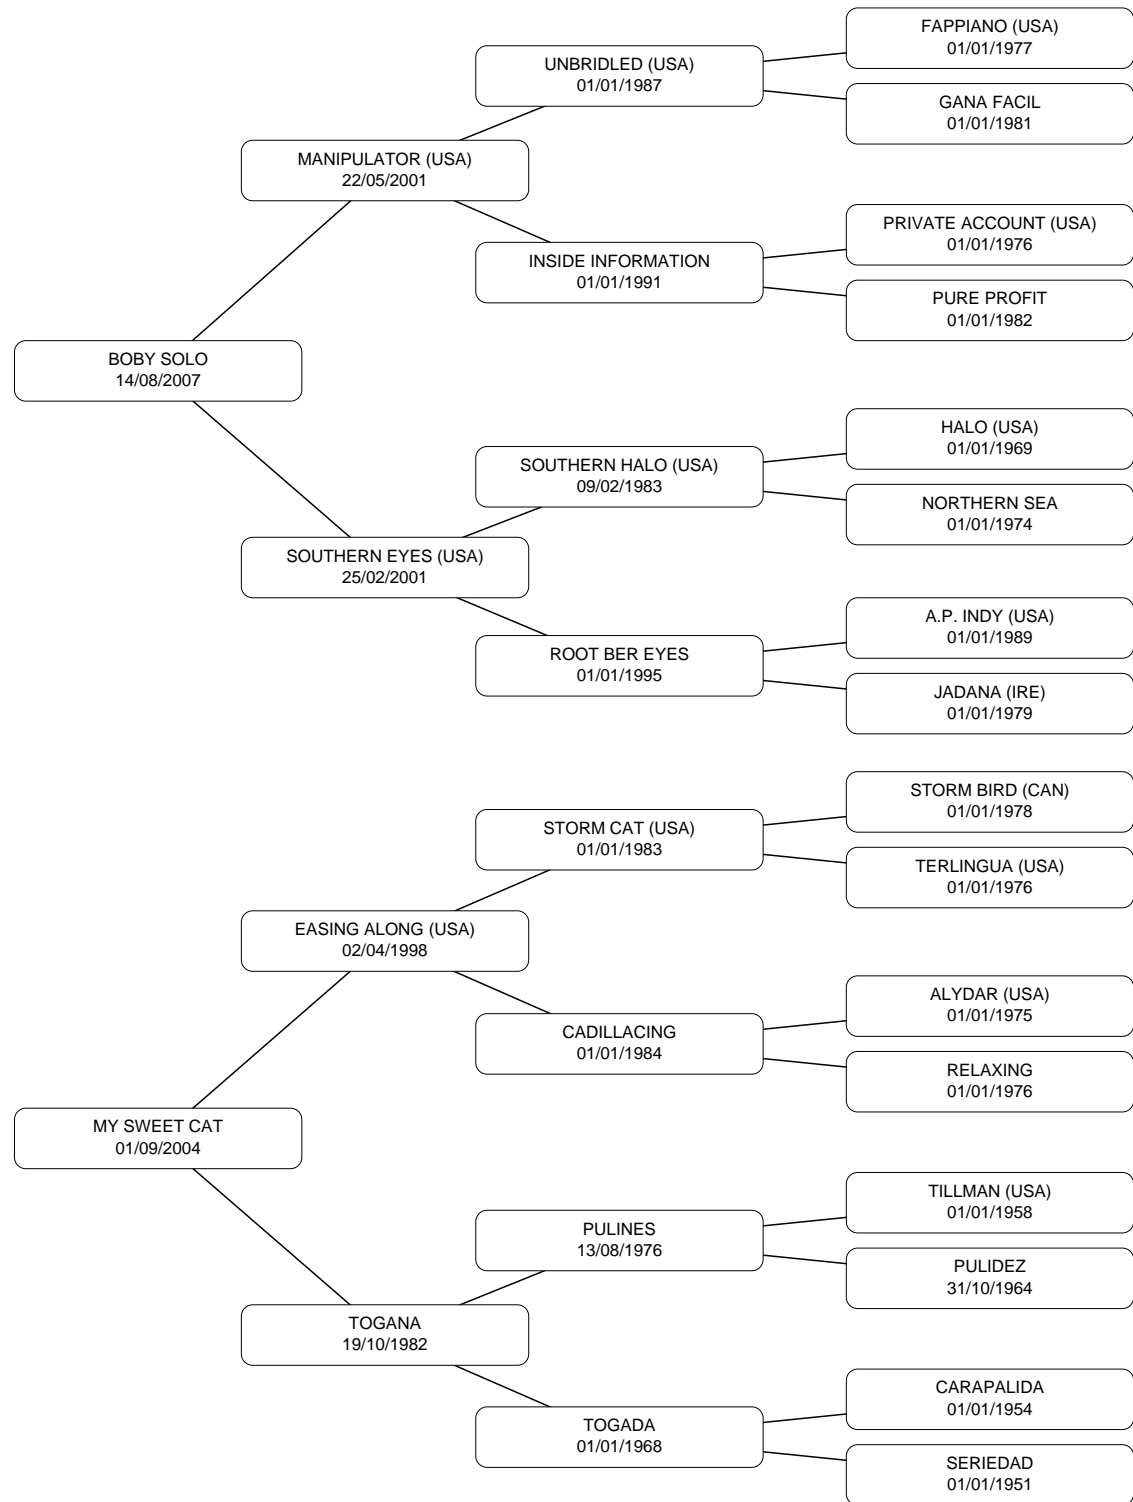 FAPPIANO (USA)
01/01/1977
UNBRIDLED (USA)
01/01/1987
GANA FACIL
01/01/1981
MANIPULATOR (USA)
22/05/2001
PRIVATE ACCOUNT (USA)
01/01/1976
INSIDE INFORMATION
01/01/1991
PURE PROFIT
01/01/1982
BOBY SOLO
14/08/2007
HALO (USA)
01/01/1969
SOUTHERN HALO (USA)
09/02/1983
NORTHERN SEA
01/01/1974
SOUTHERN EYES (USA)
25/02/2001
A.P. INDY (USA)
01/01/1989
ROOT BER EYES
01/01/1995
JADANA (IRE)
01/01/1979
STORM BIRD (CAN)
01/01/1978
STORM CAT (USA)
01/01/1983
TERLINGUA (USA)
01/01/1976
EASING ALONG (USA)
02/04/1998
ALYDAR (USA)
01/01/1975
CADILLACING
01/01/1984
RELAXING
01/01/1976
MY SWEET CAT
01/09/2004
TILLMAN (USA)
01/01/1958
PULINES
13/08/1976
PULIDEZ
31/10/1964
TOGANA
19/10/1982
CARAPALIDA
01/01/1954
TOGADA
01/01/1968
SERIEDAD
01/01/1951